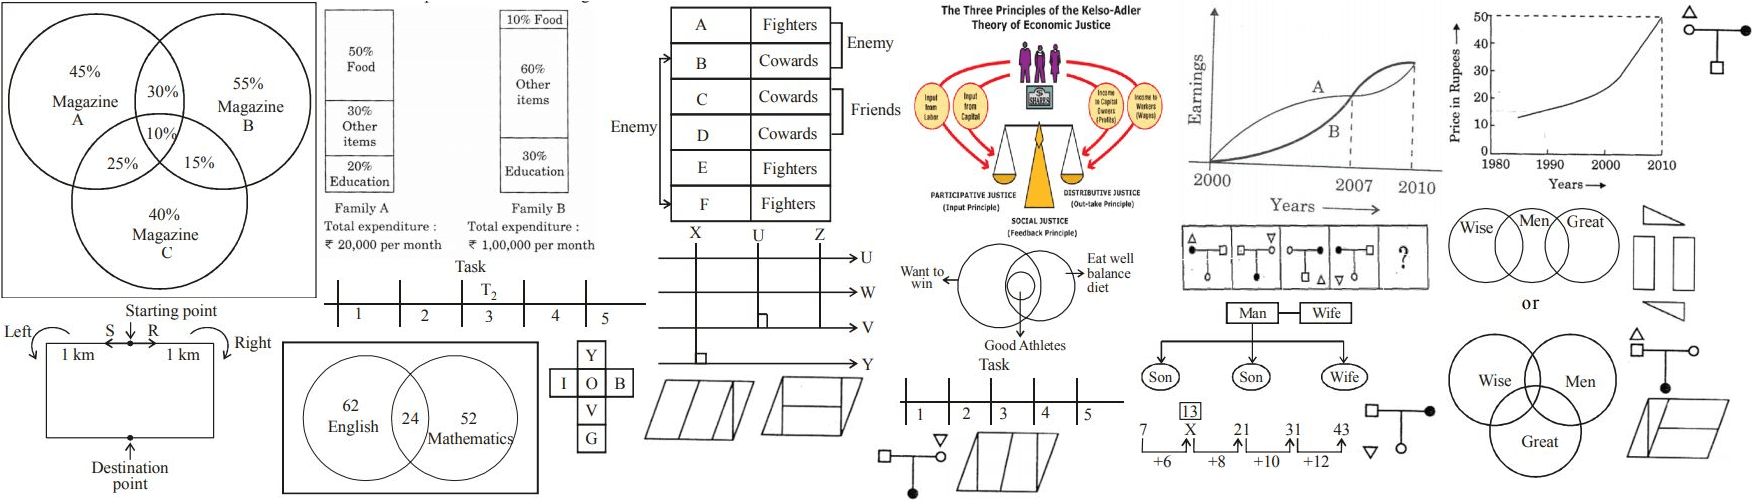 45%
Magazine
A
30%
55%
Magazine
B
10%
25%
15%
40%
Magazine
C
50%
Food
30%
Other
items
20%
Education
Family A
Total expenditure :
₹ 20,000 per month
10% Food
60%
Other
items
30%
Education
Family B
Total expenditure :
₹ 1,00,000 per month
A Fighters
B Cowards
C Cowards
D Cowards
E Fighters
F Fighters
Enemy
Friends
Enemy
The Three Principles of the Kelso-Adler
Theory of Economic Justice
Input
from
Labor
Input
from
Capital
SHARES
Income
to Capital
Owners
(Profits)
Income to
Workers
(Wages)
PARTICIPATIVE JUSTICE
(Input Principle)
DISTRIBUTIVE JUSTICE
(Out-take Principle)
SOCIAL JUSTICE
(Feedback Principle)
Earnings
A
B
2000
2007
2010
Years
Price in Rupees
50
40
30
20
10
0
1980 1990 2000 2010
Years
Task
T2
1 2 3 4 5
X U Z
U
W
V
Y
Want to
win
Eat well
balance
diet
Good Athletes
?
Wise Men Great
or
Wise Men
Great
Starting point
Left S R Right
1 km 1 km
Destination
point
62
English
24
52
Mathematics
Y
I O B
V
G
Task
1 2 3 4 5
Man Wife
Son Son Wife
13
7 X 21 31 43
+6 +8 +10 +12